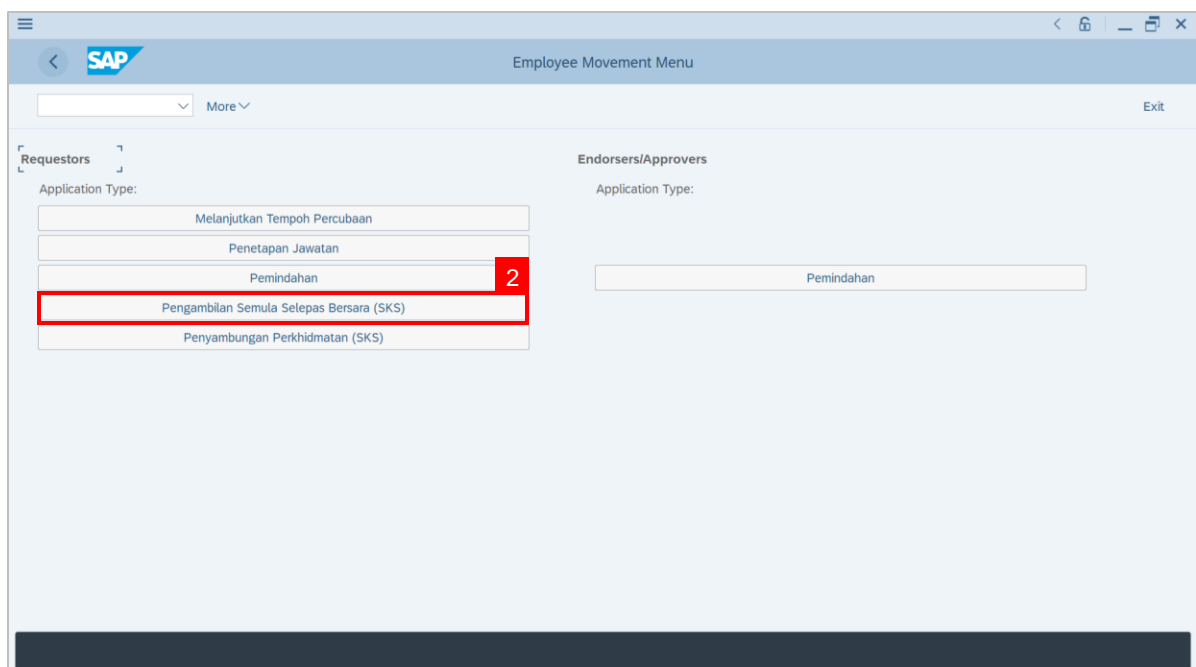 SAP
Employee Movement Menu
More
Exit
Requestors
Application Type:
Melanjutkan Tempoh Percubaan
Penetapan Jawatan
Pemindahan
2
Pengambilan Semula Selepas Bersara (SKS)
Penyambungan Perkhidmatan (SKS)
Endorsers/Approvers
Application Type:
Pemindahan